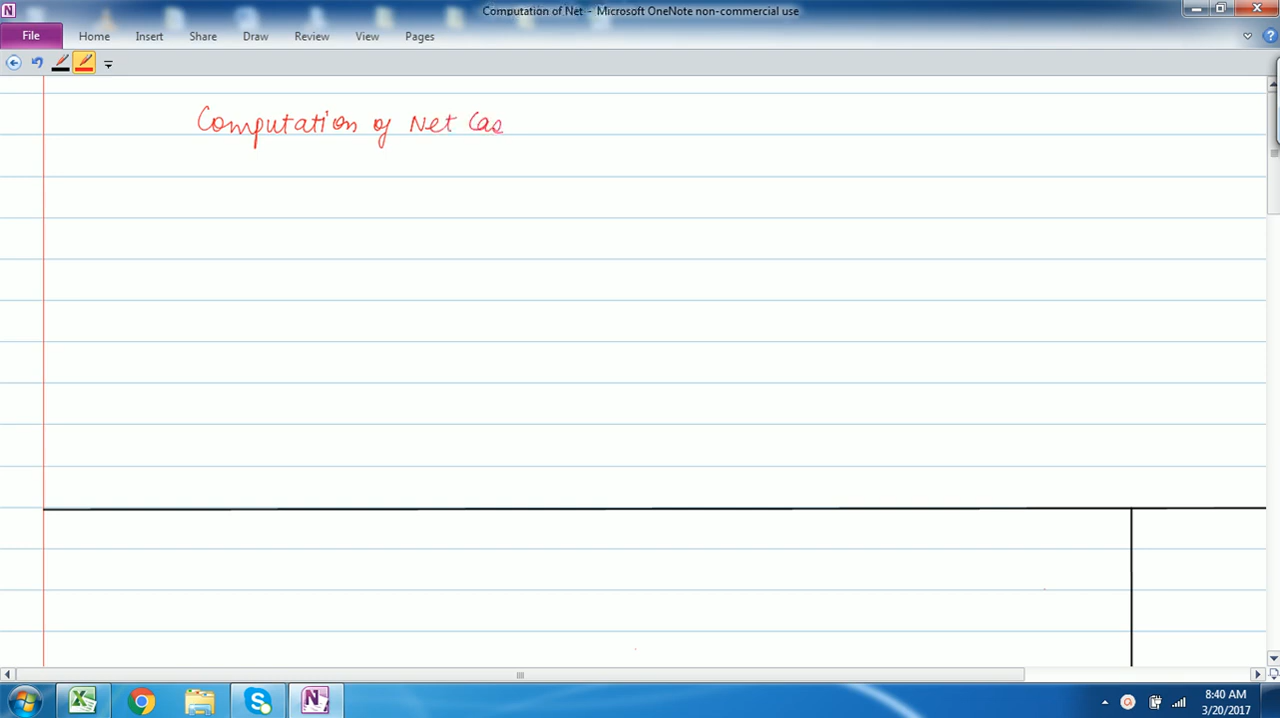 Computation of Net - Microsoft OneNote non-commercial use
File Home Insert Share Draw Review View Pages
Computation of Net Cas
8:40 AM
3/20/2017